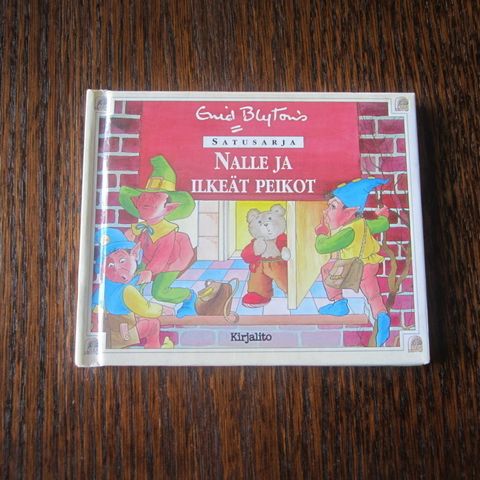 Enid Blyton's
SATUSARJA
NALLE JA
ILKEÄT PEIKOT
Kirjalito